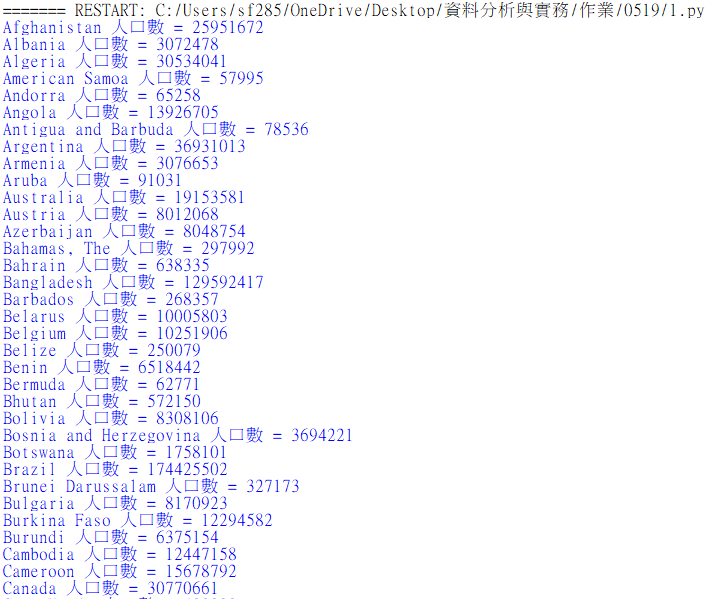 ======= RESTART: C:/Users/sf285/OneDrive/Desktop/資料分析與實務/作業/0519/1.py
Afghanistan 人口數 = 25951672
Albania 人口數 = 3072478
Algeria 人口數 = 30534041
American Samoa 人口數 = 57995
Andorra 人口數 = 65258
Angola 人口數 = 13926705
Antigua and Barbuda 人口數 = 78536
Argentina 人口數 = 36931013
Armenia 人口數 = 3076653
Aruba 人口數 = 91031
Australia 人口數 = 19153581
Austria 人口數 = 8012068
Azerbaijan 人口數 = 8048754
Bahamas, The 人口數 = 297992
Bahrain 人口數 = 638335
Bangladesh 人口數 = 129592417
Barbados 人口數 = 268357
Belarus 人口數 = 10005803
Belgium 人口數 = 10251906
Belize 人口數 = 250079
Benin 人口數 = 6518442
Bermuda 人口數 = 62771
Bhutan 人口數 = 572150
Bolivia 人口數 = 8308106
Bosnia and Herzegovina 人口數 = 3694221
Botswana 人口數 = 1758101
Brazil 人口數 = 174425502
Brunei Darussalam 人口數 = 327173
Bulgaria 人口數 = 8170923
Burkina Faso 人口數 = 12294582
Burundi 人口數 = 6375154
Cambodia 人口數 = 12447158
Cameroon 人口數 = 15678792
Canada 人口數 = 30770661